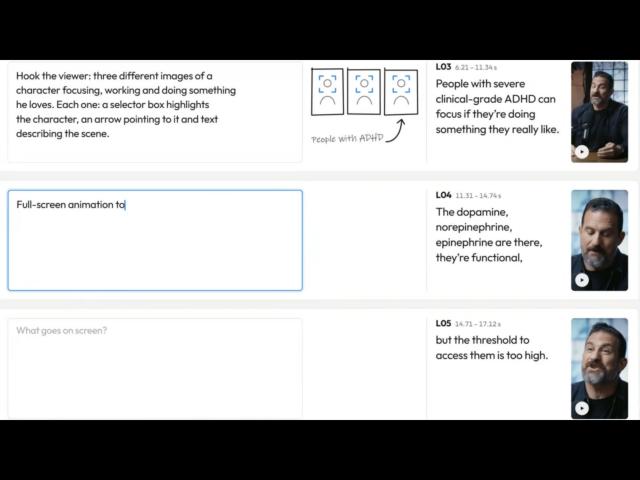 Hook the viewer: three different images of a
character focusing, working and doing something
he loves. Each one: a selector box highlights
the character, an arrow pointing to it and text
describing the scene.
People with ADHD
L03 6.21 – 11.34 s
People with severe
clinical-grade ADHD can
focus if they're doing
something they really like.
Full-screen animation to
L04 11.31 – 14.74 s
The dopamine,
norepinephrine,
epinephrine are there,
they're functional,
What goes on screen?
L05 14.71 – 17.12 s
but the threshold to
access them is too high.